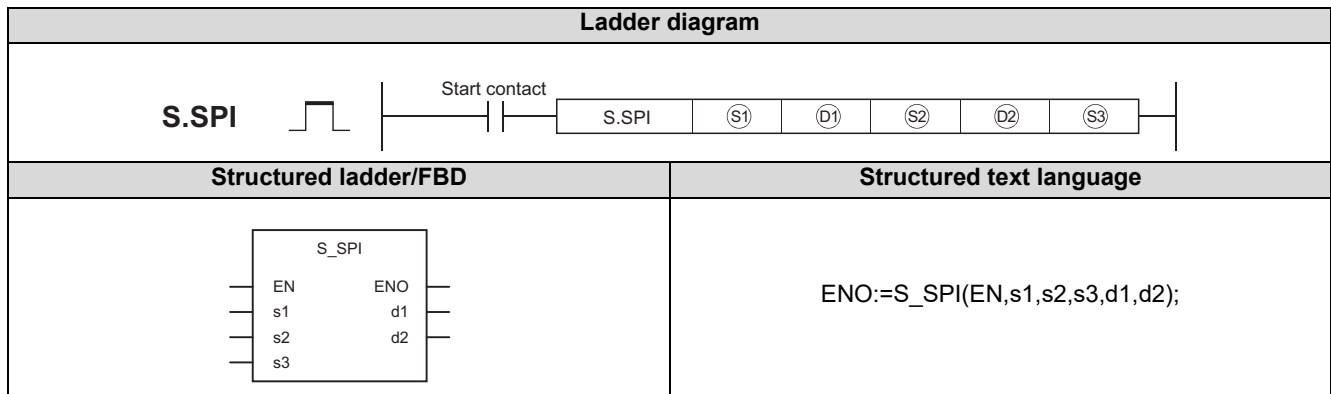 Ladder diagram
Start contact
S.SPI S.SPI S1 D1 S2 D2 S3
Structured ladder/FBD Structured text language
S_SPI
EN ENO
s1 d1
s2 d2
s3
ENO:=S_SPI(EN,s1,s2,s3,d1,d2);